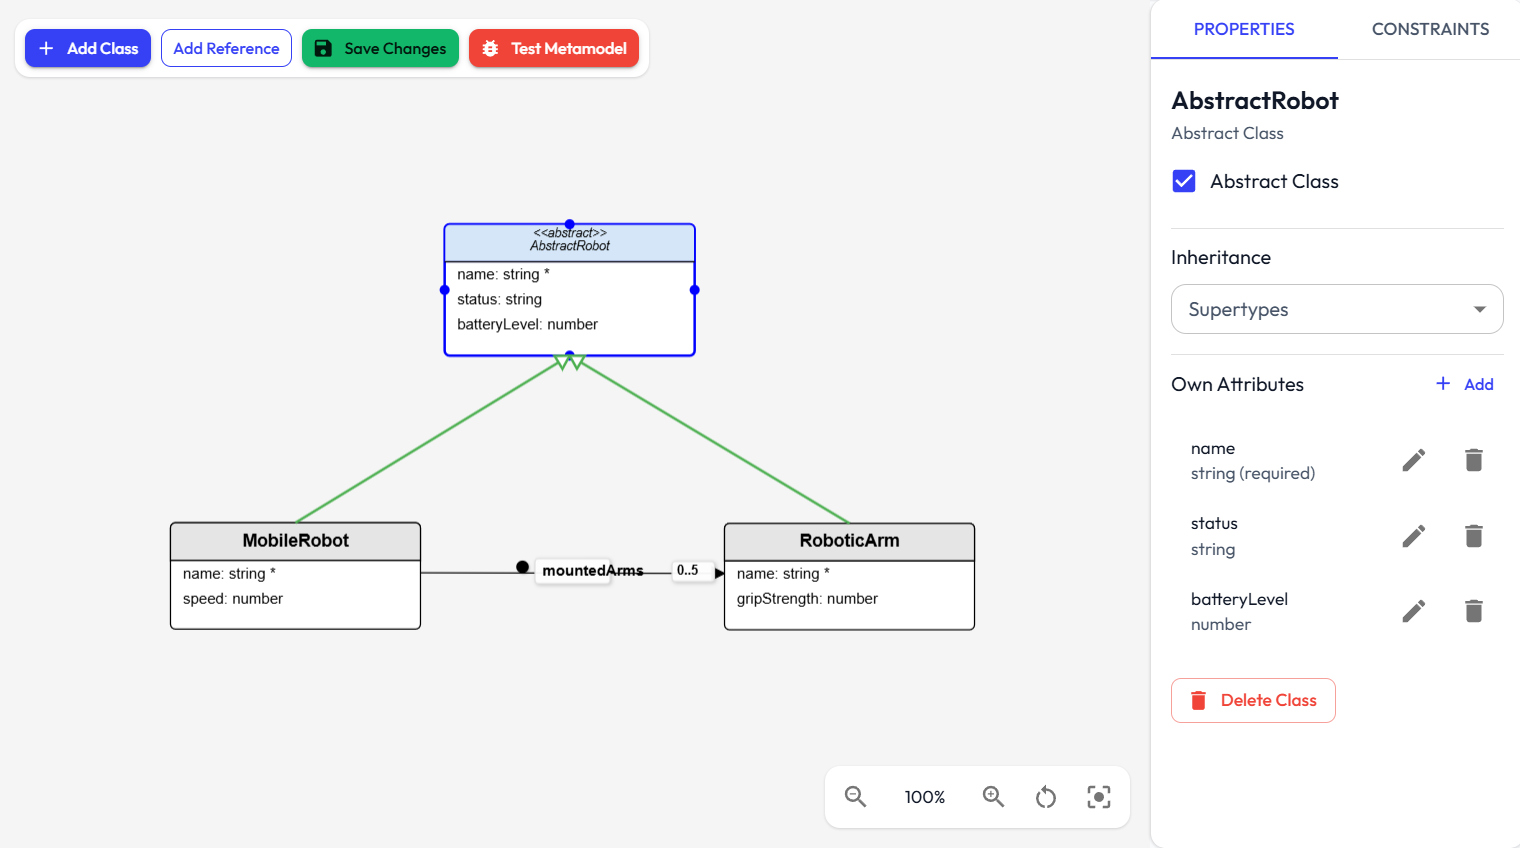 Add Class
Add Reference
Save Changes
Test Metamodel
<<abstract>>
AbstractRobot
name: string *
status: string
batteryLevel: number
MobileRobot
name: string *
speed: number
mountedArms
0..5
RoboticArm
name: string *
gripStrength: number
100%
PROPERTIES
CONSTRAINTS
AbstractRobot
Abstract Class
Abstract Class
Inheritance
Supertypes
Own Attributes
Add
name
string (required)
status
string
batteryLevel
number
Delete Class